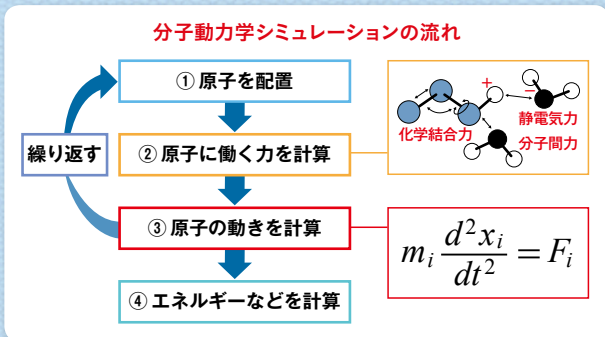 分子動力学シミュレーションの流れ
① 原子を配置
繰り返す
② 原子に働く力を計算
③ 原子の動きを計算
④ エネルギーなどを計算
+
−
化学結合力
静電気力
分子間力
m_i d²x_i/dt² = F_i